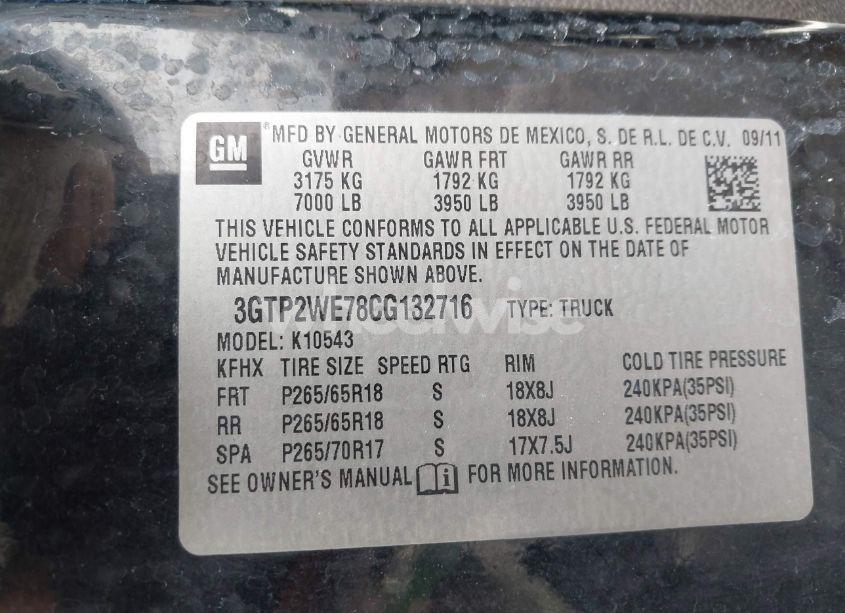 GM
® MFD BY GENERAL MOTORS DE MEXICO, S. DE R.L. DE C.V. 09/11
GVWR GAWR FRT GAWR RR
3175 KG 1792 KG 1792 KG
7000 LB 3950 LB 3950 LB
THIS VEHICLE CONFORMS TO ALL APPLICABLE U.S. FEDERAL MOTOR
VEHICLE SAFETY STANDARDS IN EFFECT ON THE DATE OF
MANUFACTURE SHOWN ABOVE.
3GTP2WE78CG132716 TYPE: TRUCK
MODEL: K10543
KFHX TIRE SIZE SPEED RTG RIM COLD TIRE PRESSURE
FRT P265/65R18 S 18X8J 240KPA(35PSI)
RR P265/65R18 S 18X8J 240KPA(35PSI)
SPA P265/70R17 S 17X7.5J 240KPA(35PSI)
SEE OWNER'S MANUAL i FOR MORE INFORMATION.